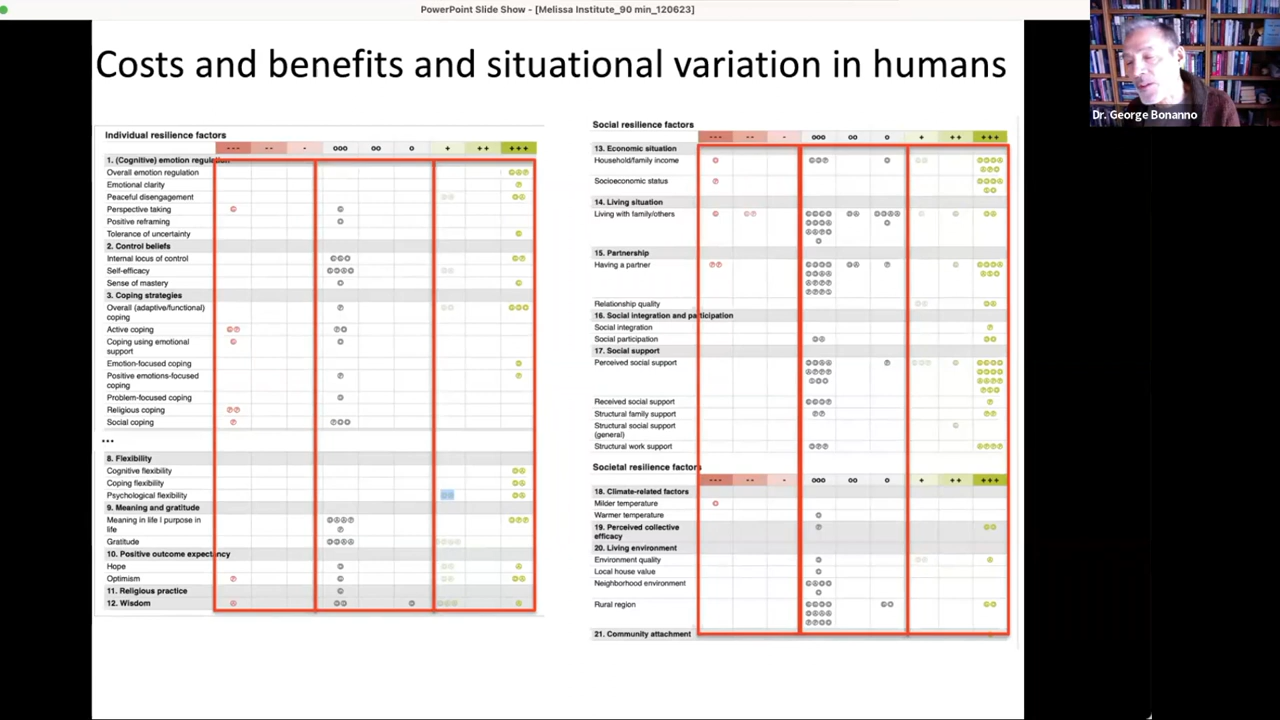 PowerPoint Slide Show - [Melissa Institute_90 min_120623]
Costs and benefits and situational variation in humans
Dr. George Bonanno
Individual resilience factors
--- -- - ooo oo o + ++ +++
1. (Cognitive) emotion regulation
Overall emotion regulation
Emotional clarity
Peaceful disengagement
Perspective taking
Positive reframing
Tolerance of uncertainty
2. Control beliefs
Internal locus of control
Self-efficacy
Sense of mastery
3. Coping strategies
Overall (adaptive/functional)
coping
Active coping
Coping using emotional
support
Emotion-focused coping
Positive emotions-focused
coping
Problem-focused coping
Religious coping
Social coping
...
8. Flexibility
Cognitive flexibility
Coping flexibility
Psychological flexibility
9. Meaning and gratitude
Meaning in life I purpose in
life
Gratitude
10. Positive outcome expectancy
Hope
Optimism
11. Religious practice
12. Wisdom
Social resilience factors
--- -- - ooo oo o + ++ +++
13. Economic situation
Household/family income
Socioeconomic status
14. Living situation
Living with family/others
15. Partnership
Having a partner
Relationship quality
16. Social integration and participation
Social integration
Social participation
17. Social support
Perceived social support
Received social support
Structural family support
Structural social support
(general)
Structural work support
Societal resilience factors
--- -- - ooo oo o + ++ +++
18. Climate-related factors
Milder temperature
Warmer temperature
19. Perceived collective
efficacy
20. Living environment
Environment quality
Local house value
Neighborhood environment
Rural region
21. Community attachment